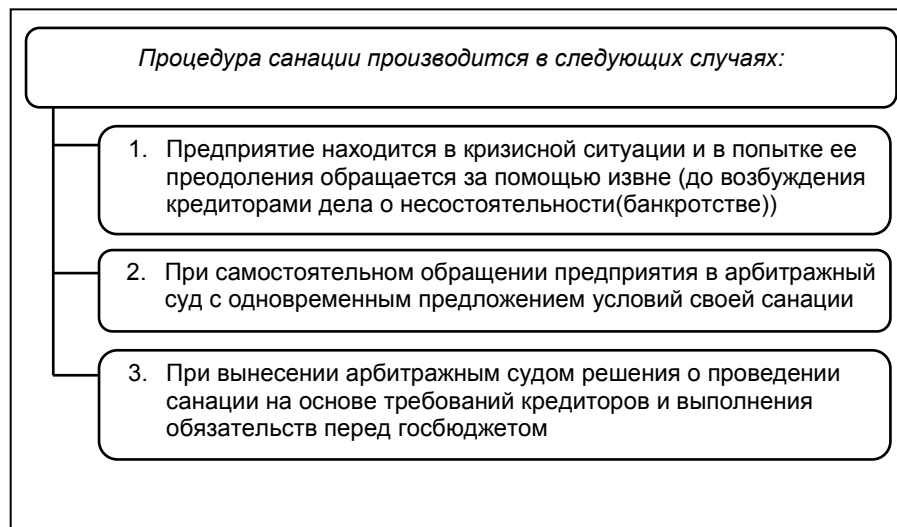 Процедура санации производится в следующих случаях:
1. Предприятие находится в кризисной ситуации и в попытке ее
преодоления обращается за помощью извне (до возбуждения
кредиторами дела о несостоятельности(банкротстве))
2. При самостоятельном обращении предприятия в арбитражный
суд с одновременным предложением условий своей санации
3. При вынесении арбитражным судом решения о проведении
санации на основе требований кредиторов и выполнения
обязательств перед госбюджетом